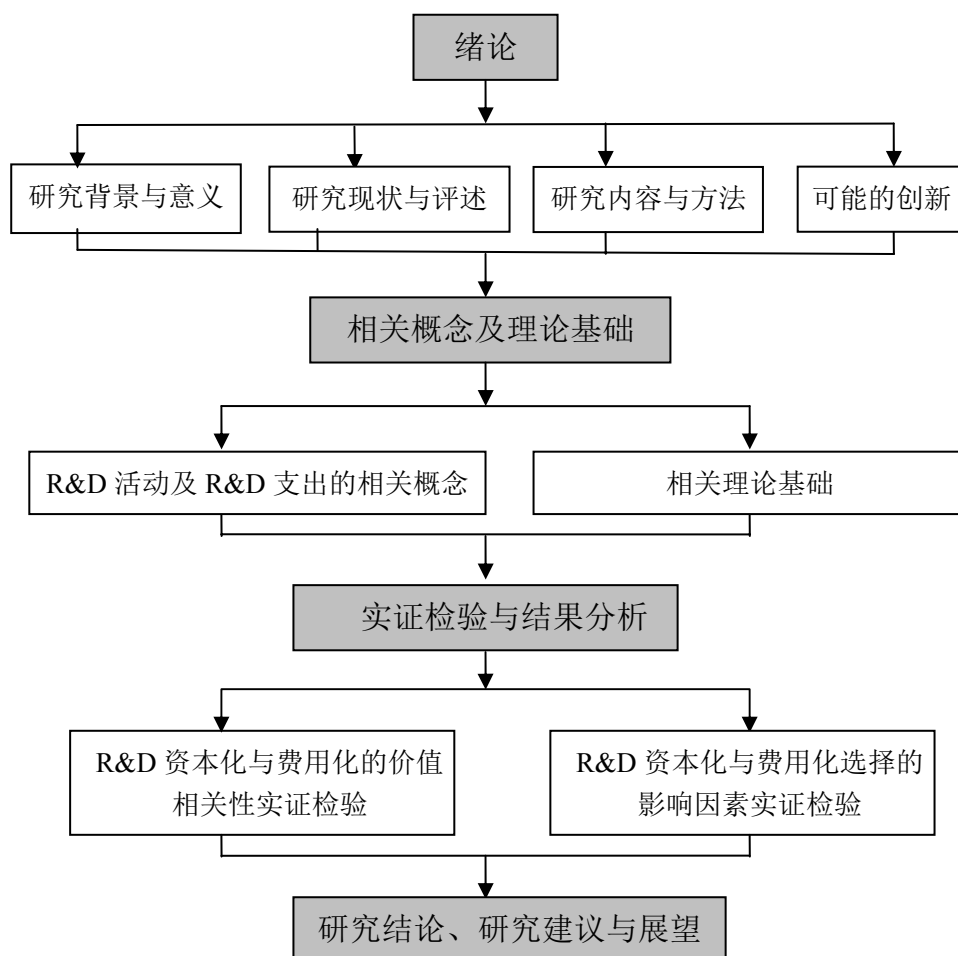 绪论
研究背景与意义
研究现状与评述
研究内容与方法
可能的创新
相关概念及理论基础
R&D 活动及 R&D 支出的相关概念
相关理论基础
实证检验与结果分析
R&D 资本化与费用化的价值
相关性实证检验
R&D 资本化与费用化选择的
影响因素实证检验
研究结论、研究建议与展望